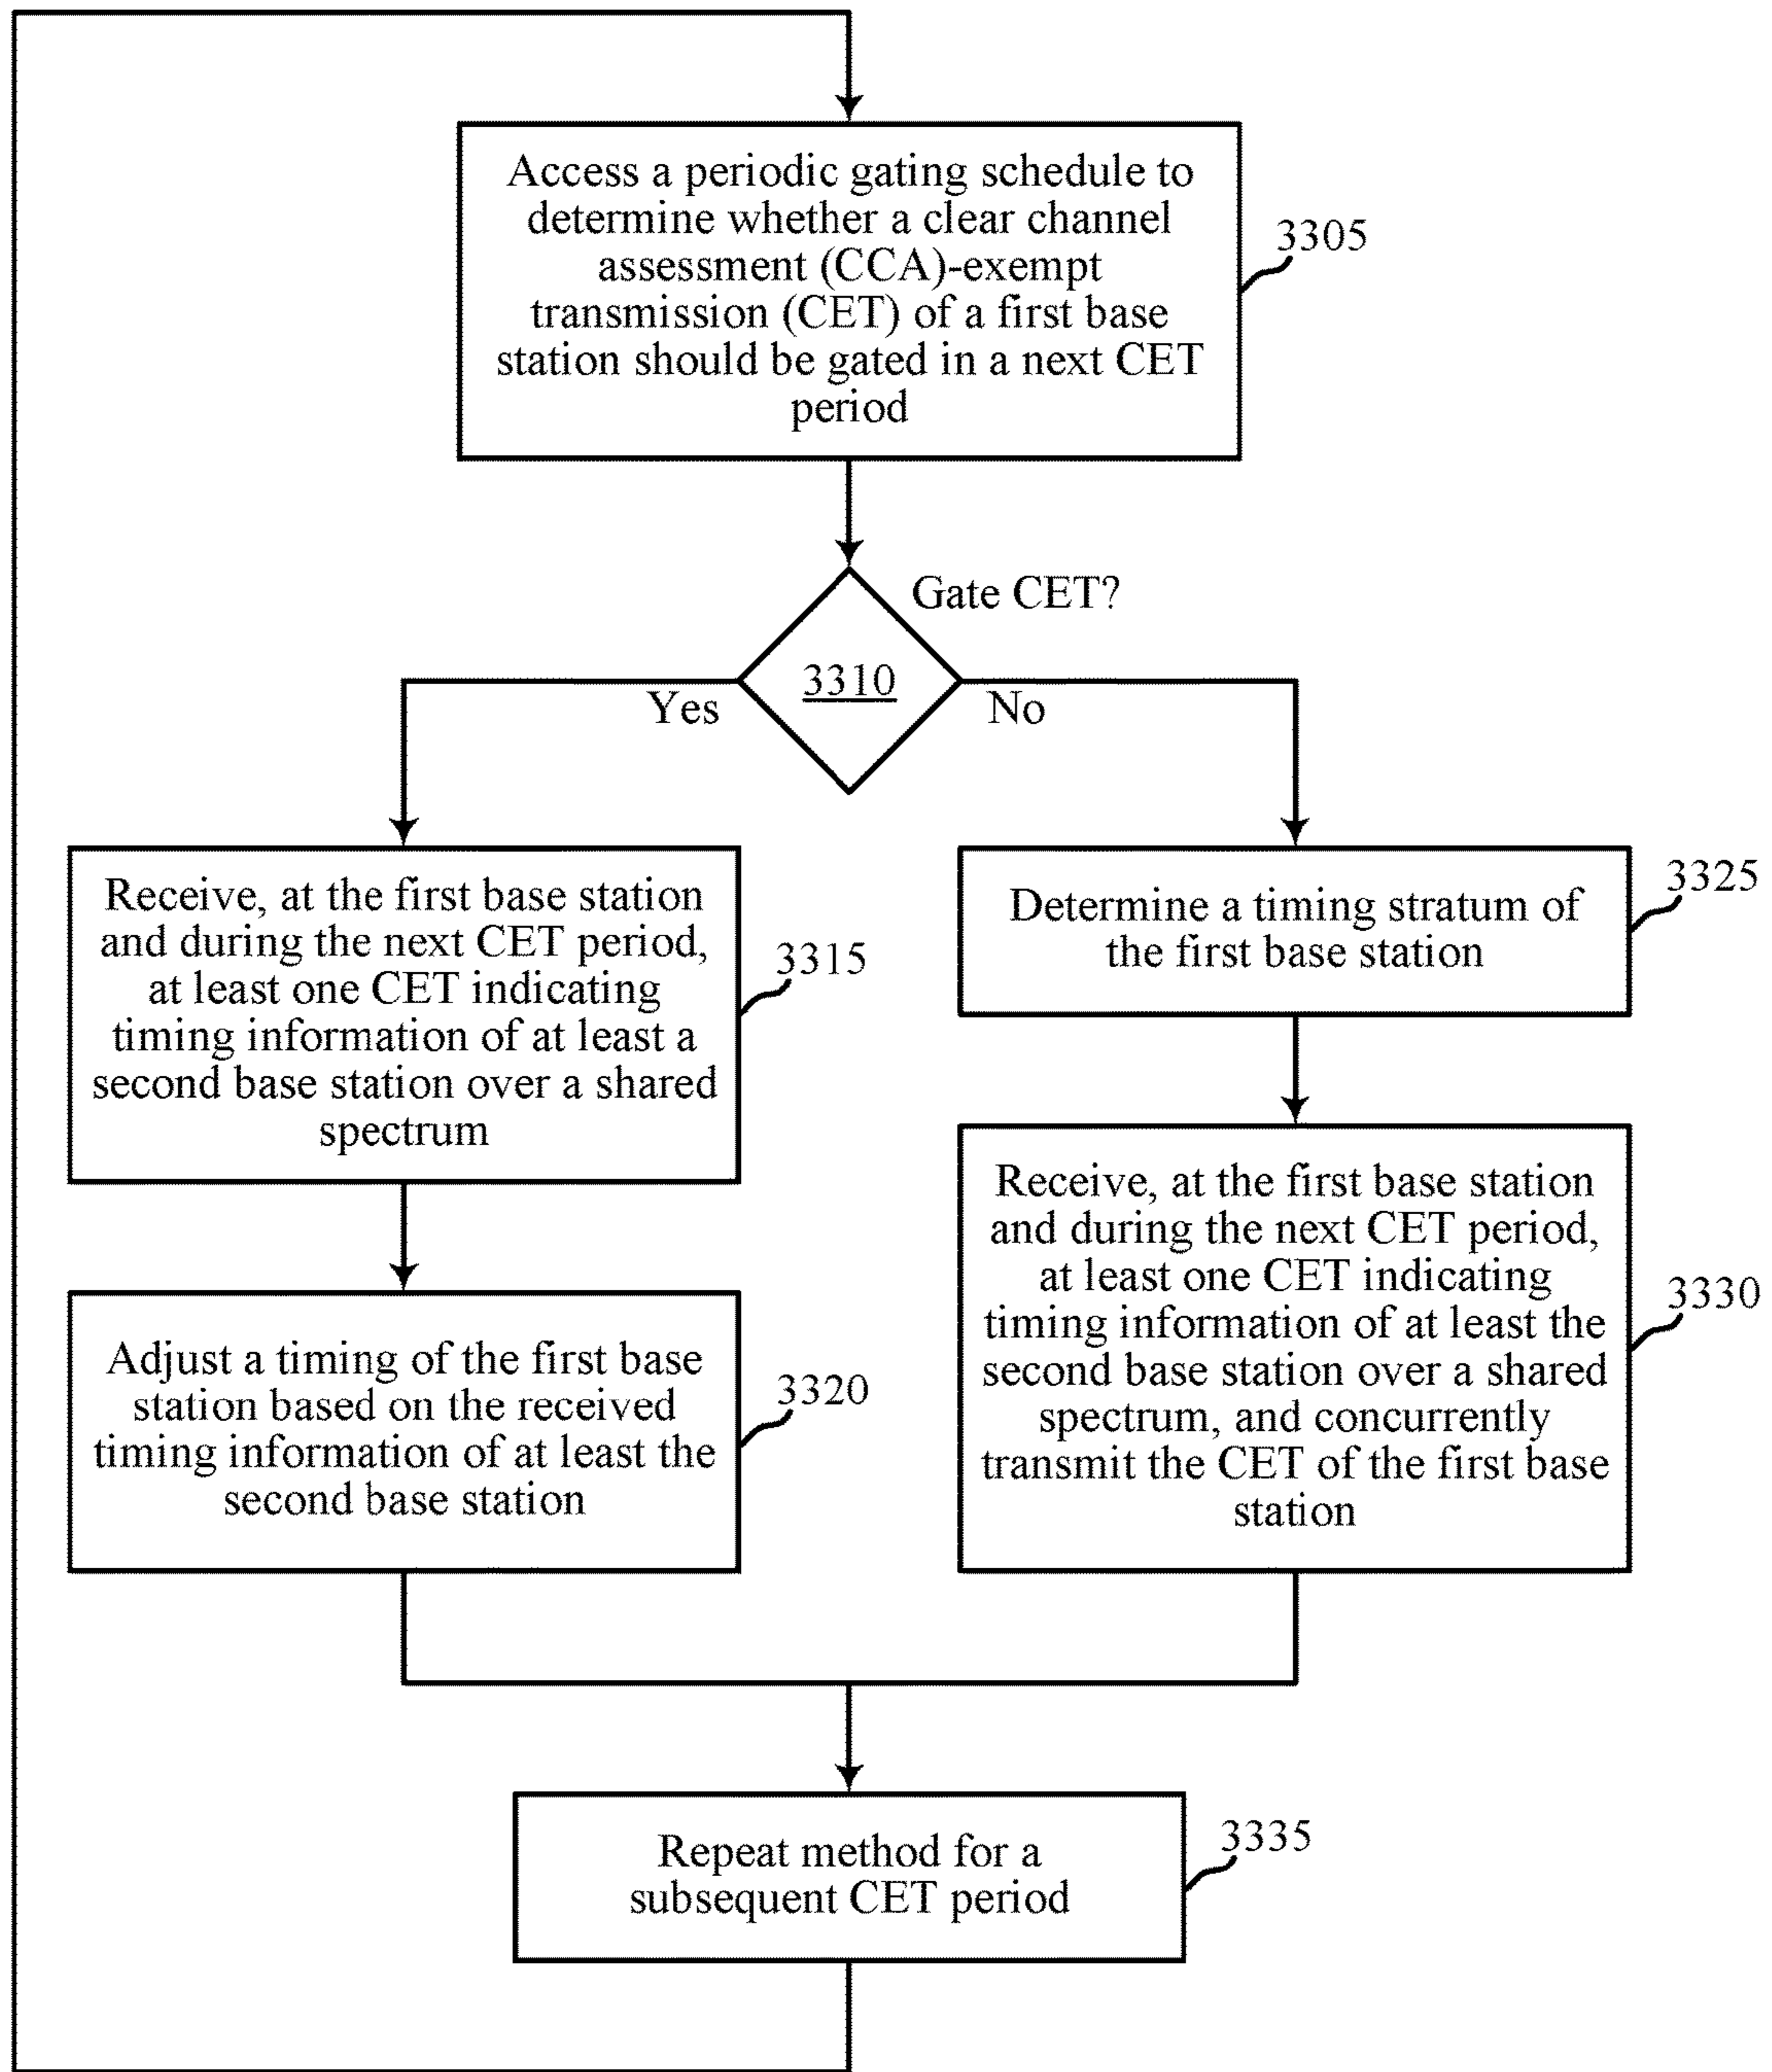 Access a periodic gating schedule to
determine whether a clear channel
assessment (CCA)-exempt
transmission (CET) of a first base
station should be gated in a next CET
period
3305
Gate CET?
3310
Yes
No
Receive, at the first base station
and during the next CET period,
at least one CET indicating
timing information of at least a
second base station over a shared
spectrum
3315
Determine a timing stratum of
the first base station
3325
Adjust a timing of the first base
station based on the received
timing information of at least the
second base station
3320
Receive, at the first base station
and during the next CET period,
at least one CET indicating
timing information of at least the
second base station over a shared
spectrum, and concurrently
transmit the CET of the first base
station
3330
Repeat method for a
subsequent CET period
3335